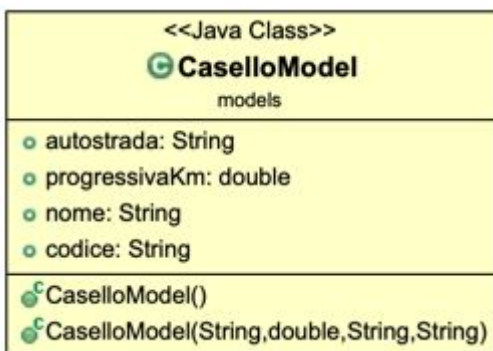 <<Java Class>>
CaselloModel
models
autostrada: String
progressivaKm: double
nome: String
codice: String
CaselloModel()
CaselloModel(String,double,String,String)